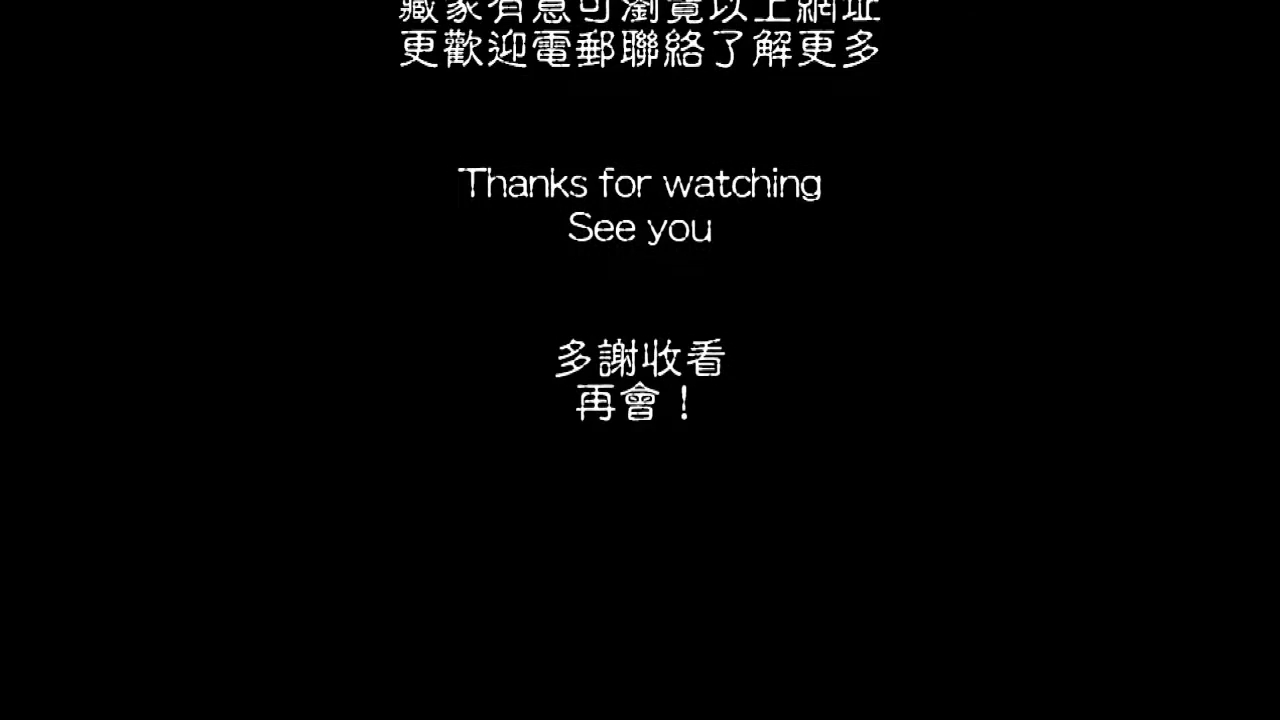 藏家有意可瀏覽以上網址
更歡迎電郵聯絡了解更多
Thanks for watching
See you
多謝收看
再會！